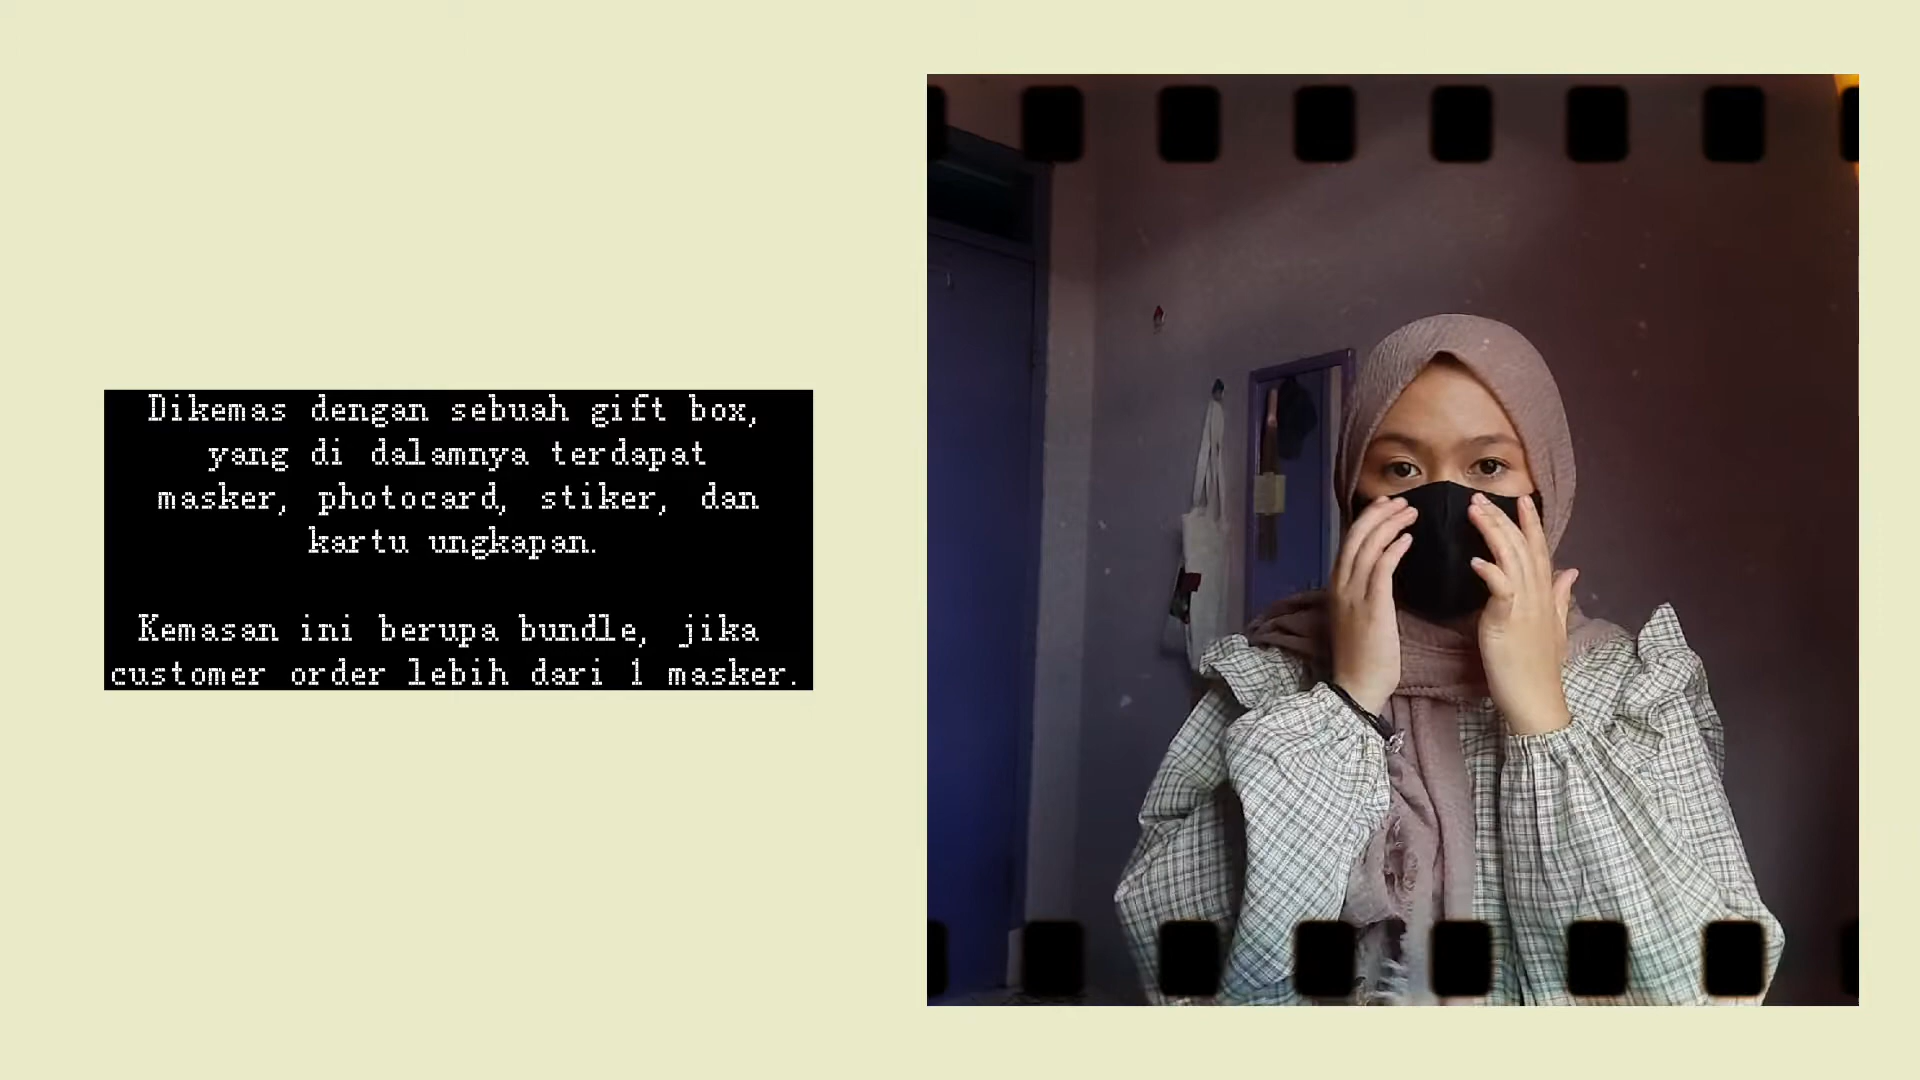 Dikemas dengan sebuah gift box,
yang di dalamnya terdapat
masker, photocard, stiker, dan
kartu ungkapan.
Kemasan ini berupa bundle, jika
customer order lebih dari 1 masker.